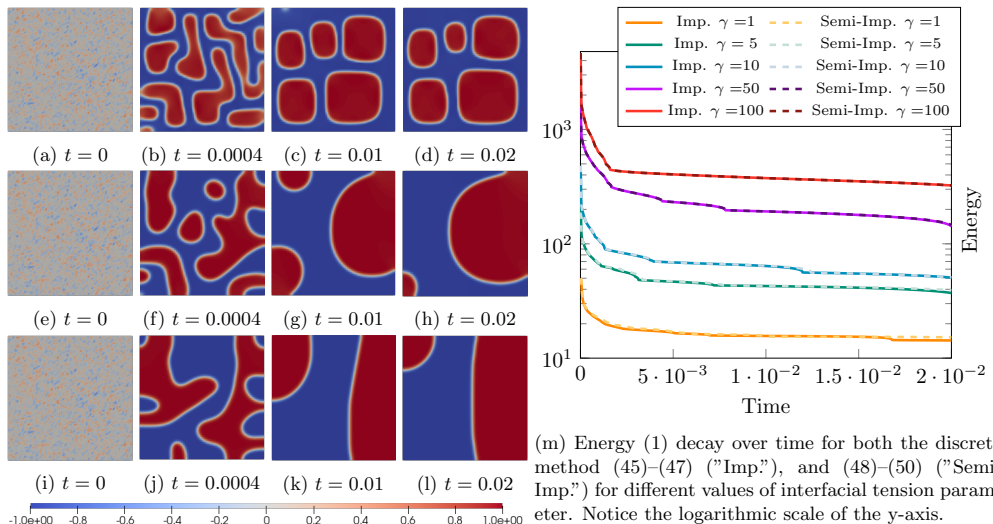 (a) t = 0
(b) t = 0.0004
(c) t = 0.01
(d) t = 0.02
(e) t = 0
(f) t = 0.0004
(g) t = 0.01
(h) t = 0.02
(i) t = 0
(j) t = 0.0004
(k) t = 0.01
(l) t = 0.02
-1.0e+00 -0.8 -0.6 -0.4 -0.2 0 0.2 0.4 0.6 0.8 1.0e+00
Imp. γ =1 Semi-Imp. γ =1
Imp. γ = 5 Semi-Imp. γ =5
Imp. γ =10 Semi-Imp. γ =10
Imp. γ =50 Semi-Imp. γ =50
Imp. γ =100 Semi-Imp. γ =100
10³
10²
10¹
Energy
0 5 · 10⁻³ 1 · 10⁻² 1.5 · 10⁻² 2 · 10⁻²
Time
(m) Energy (1) decay over time for both the discret
method (45)–(47) ("Imp."), and (48)–(50) ("Semi
Imp.") for different values of interfacial tension param
eter. Notice the logarithmic scale of the y-axis.